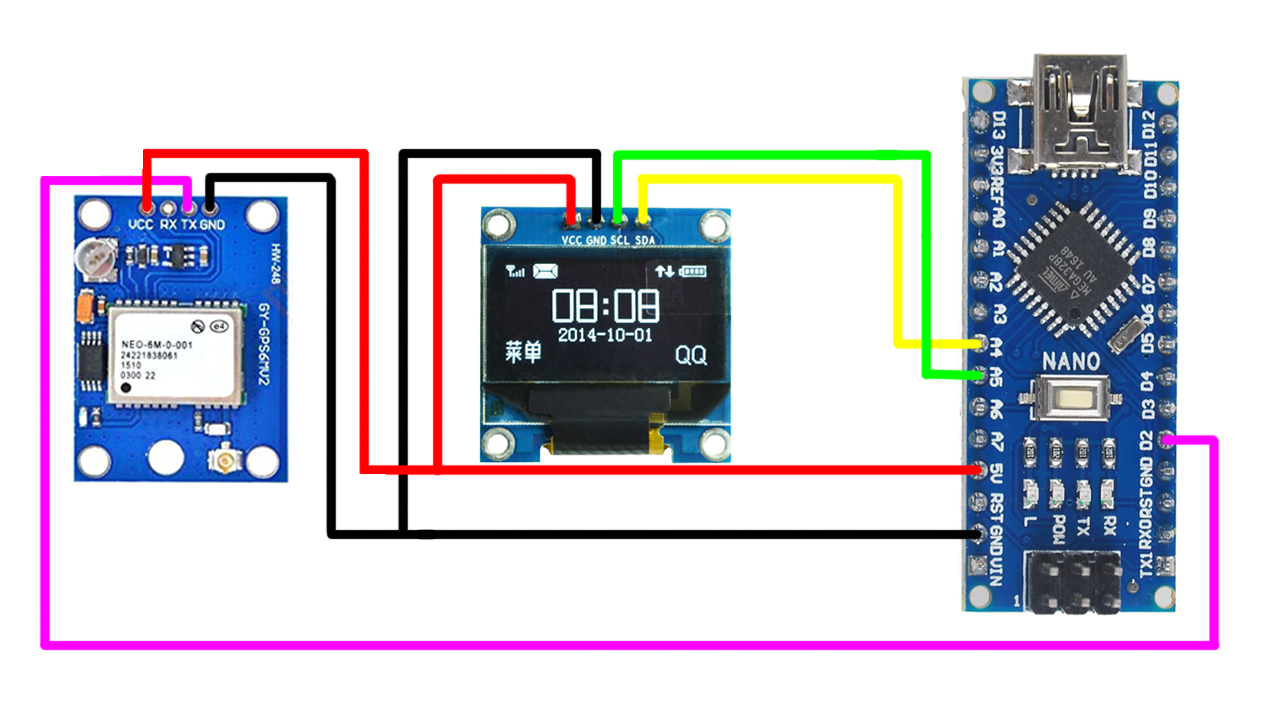 VCC RX TX GND
HW-248
GY-GPS6MV2
NEO-6M-0-001
24221838061
1510
0300 22
VCC GND SCL SDA
08:08
2014-10-01
菜单
QQ
D13
3V3
REF
A0
A1
A2
A3
A4
A5
A6
A7
5V
RST
GND
VIN
D12
D11
D10
D9
D8
D7
D6
D5
D4
D3
D2
GND
RST
RX0
TX1
ATMEL
MEGA328P
AU 1648
NANO
L
POW
TX
RX
1